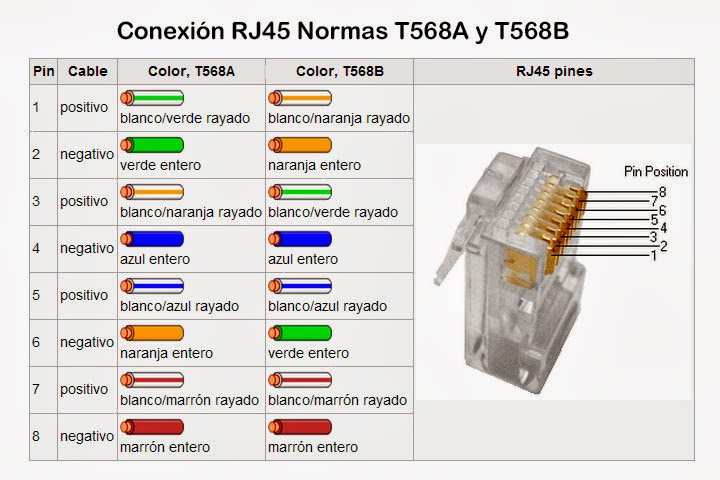 Conexión RJ45 Normas T568A y T568B
Pin Cable Color, T568A Color, T568B RJ45 pines
1 positivo blanco/verde rayado blanco/naranja rayado
2 negativo verde entero naranja entero
3 positivo blanco/naranja rayado blanco/verde rayado
4 negativo azul entero azul entero
5 positivo blanco/azul rayado blanco/azul rayado
6 negativo naranja entero verde entero
7 positivo blanco/marrón rayado blanco/marrón rayado
8 negativo marrón entero marrón entero
Pin Position
8
7
6
5
4
3
2
1